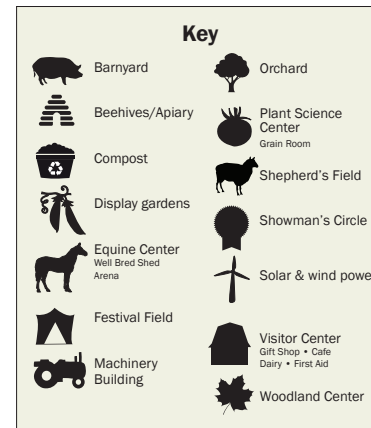 Key
Barnyard
Beehives/Apiary
Compost
Display gardens
Equine Center
Well Bred Shed
Arena
Festival Field
Machinery
Building
Orchard
Plant Science
Center
Grain Room
Shepherd's Field
Showman's Circle
Solar & wind powe
Visitor Center
Gift Shop • Cafe
Dairy • First Aid
Woodland Center